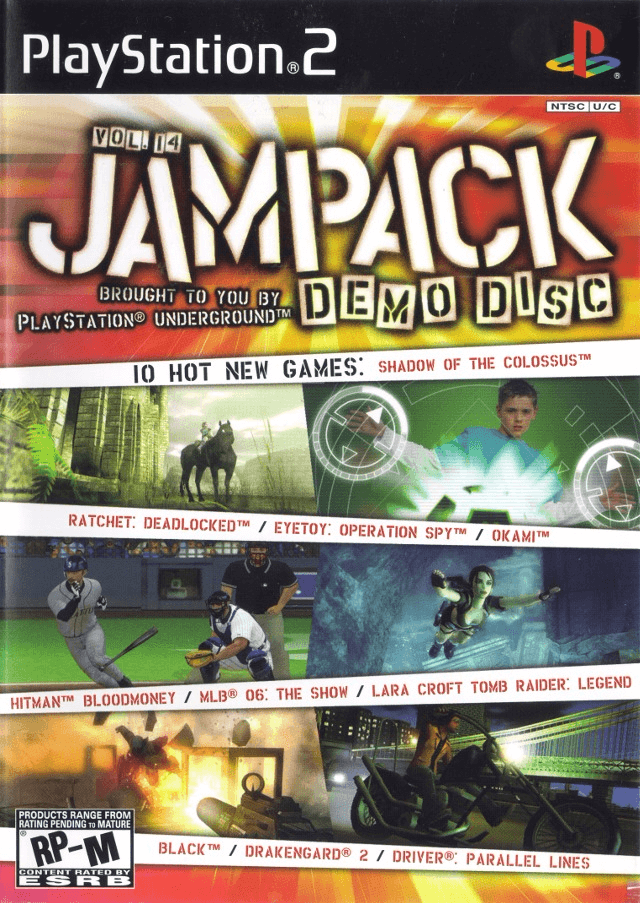 PlayStation®2
NTSC U/C
VOL. 14
JAMPACK
DEMO DISC
BROUGHT TO YOU BY
PLAYSTATION® UNDERGROUND™
10 HOT NEW GAMES: SHADOW OF THE COLOSSUS™
RATCHET: DEADLOCKED™ / EYETOY: OPERATION SPY™ / OKAMI™
HITMAN™ BLOODMONEY / MLB® 06: THE SHOW / LARA CROFT TOMB RAIDER: LEGEND
BLACK™ / DRAKENGARD® 2 / DRIVER®: PARALLEL LINES
PRODUCTS RANGE FROM
RATING PENDING TO MATURE
RP-M
CONTENT RATED BY
ESRB